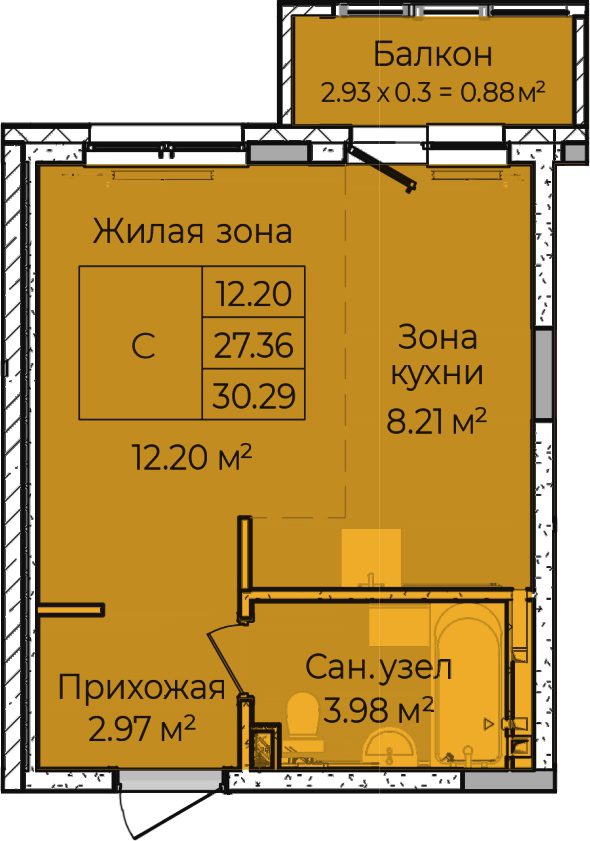 Балкон
2.93 x 0.3 = 0.88 м²
Жилая зона
С
12.20
27.36
30.29
12.20 м²
Зона
кухни
8.21 м²
Сан.узел
3.98 м²
Прихожая
2.97 м²